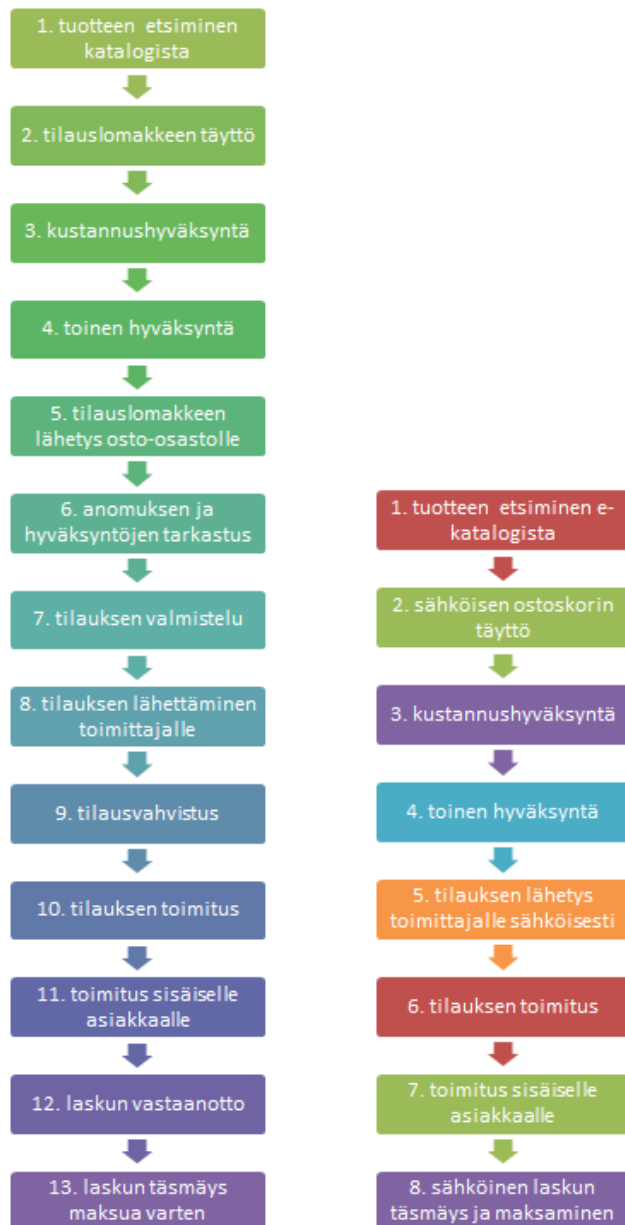 1. tuotteen etsiminen
katalogista
2. tilauslomakkeen täyttö
3. kustannushyväksyntä
4. toinen hyväksyntä
5. tilauslomakkeen
lähetys osto-osastolle
6. anomuksen ja
hyväksyntöjen tarkastus
7. tilauksen valmistelu
8. tilauksen lähettäminen
toimittajalle
9. tilausvahvistus
10. tilauksen toimitus
11. toimitus sisäiselle
asiakkaalle
12. laskun vastaanotto
13. laskun täsmäys
maksua varten
1. tuotteen etsiminen e-
katalogista
2. sähköisen ostoskorin
täyttö
3. kustannushyväksyntä
4. toinen hyväksyntä
5. tilauksen lähetys
toimittajalle sähköisesti
6. tilauksen toimitus
7. toimitus sisäiselle
asiakkaalle
8. sähköinen laskun
täsmäys ja maksaminen